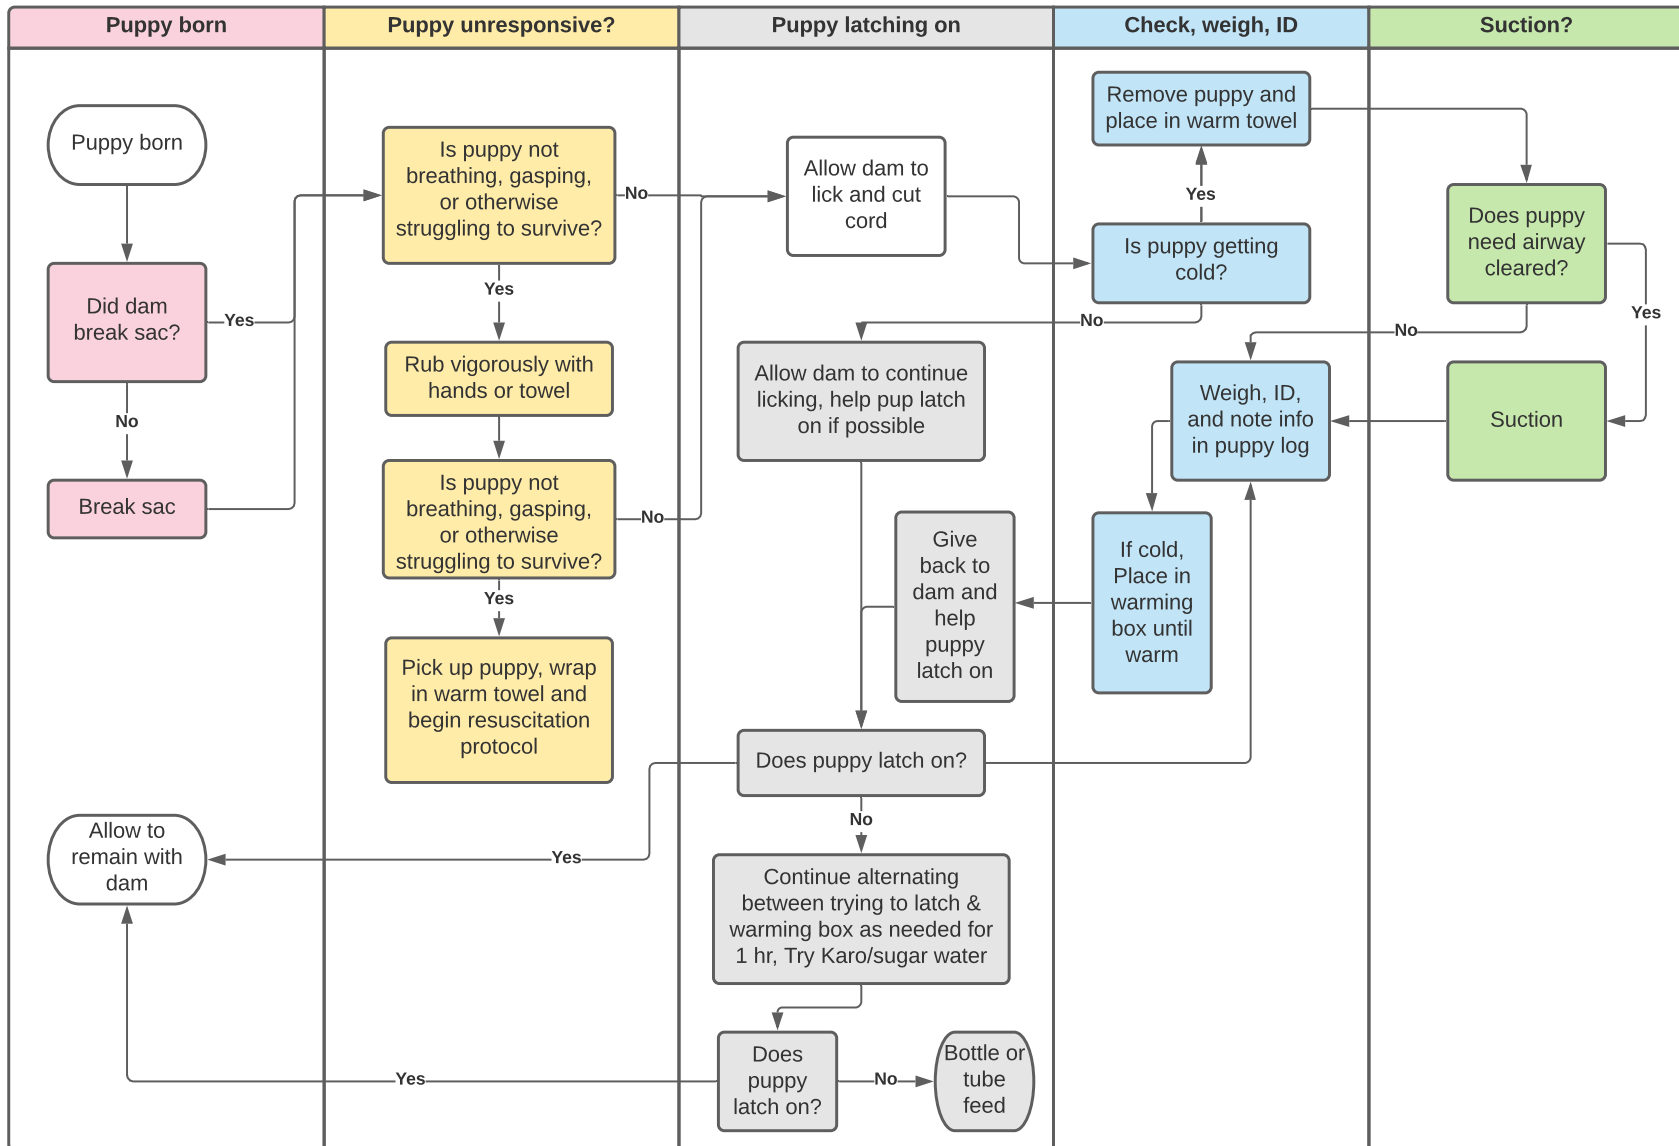 Puppy born
Puppy unresponsive?
Puppy latching on
Check, weigh, ID
Suction?
Puppy born
Did dam
break sac?
Yes
No
Break sac
Allow to
remain with
dam
Is puppy not
breathing, gasping,
or otherwise
struggling to survive?
No
Yes
Rub vigorously with
hands or towel
Is puppy not
breathing, gasping,
or otherwise
struggling to survive?
No
Yes
Pick up puppy, wrap
in warm towel and
begin resuscitation
protocol
Allow dam to
lick and cut
cord
Allow dam to continue
licking, help pup latch
on if possible
Give
back to
dam and
help
puppy
latch on
Does puppy latch on?
Yes
No
Continue alternating
between trying to latch &
warming box as needed for
1 hr, Try Karo/sugar water
Does
puppy
latch on?
Yes
No
Bottle or
tube
feed
Remove puppy and
place in warm towel
Yes
Is puppy getting
cold?
No
Weigh, ID,
and note info
in puppy log
If cold,
Place in
warming
box until
warm
Does puppy
need airway
cleared?
Yes
No
Suction